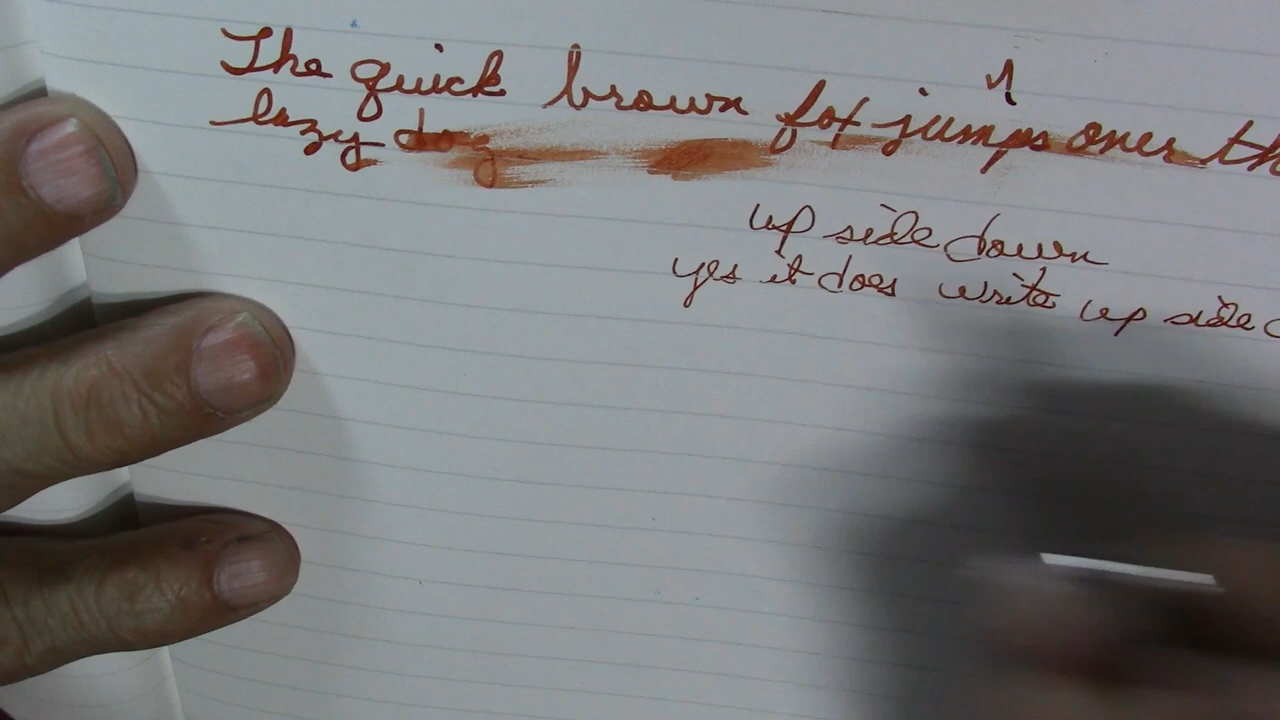 The quick brown fox jumps over th
lazy dog
up side down
yes it does write up side d